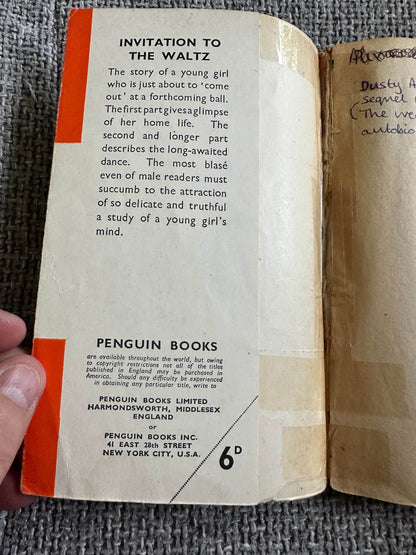 INVITATION TO
THE WALTZ
The story of a young girl
who is just about to 'come
out' at a forthcoming ball.
The first part gives a glimpse
of her home life. The
second and longer part
describes the long-awaited
dance. The most blasé
even of male readers must
succumb to the attraction
of so delicate and truthful
a study of a young girl's
mind.
PENGUIN BOOKS
are available throughout the world, but owing
to copyright restrictions not all of the titles
published in England may be purchased in
America. Should any difficulty be experienced
in obtaining any particular title, write to
PENGUIN BOOKS LIMITED
HARMONDSWORTH, MIDDLESEX
ENGLAND
or
PENGUIN BOOKS INC.
41 EAST 28th STREET
NEW YORK CITY, U.S.A.
6D
Dusty A
sequel
(The we
autobio